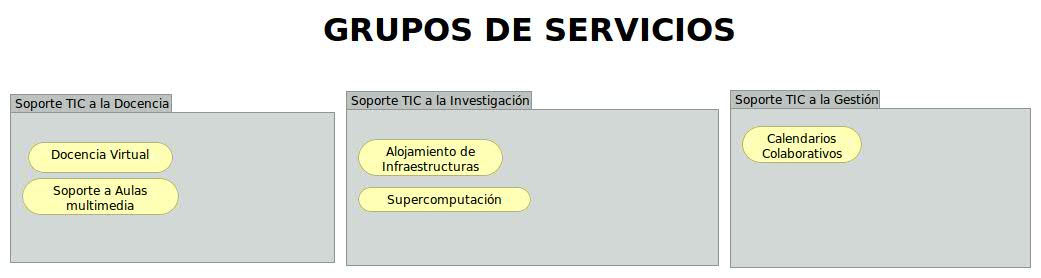 GRUPOS DE SERVICIOS
Soporte TIC a la Docencia
Docencia Virtual
Soporte a Aulas
multimedia
Soporte TIC a la Investigación
Alojamiento de
Infraestructuras
Supercomputación
Soporte TIC a la Gestión
Calendarios
Colaborativos